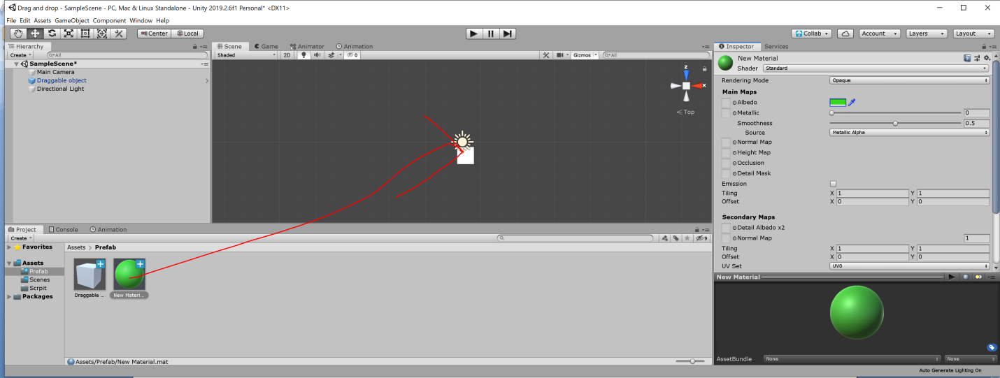 Drag and drop - SampleScene - PC, Mac & Linux Standalone - Unity 2019.2.6f1 Personal* <DX11>
File Edit Assets GameObject Component Window Help
Center Local
Collab Account Layers Layout
Hierarchy
Create All
SampleScene*
Main Camera
Draggable object
Directional Light
Scene Game Animator Animation
Shaded 2D 0 Gizmos All
z
x
Top
Inspector Services
New Material
Shader Standard
Rendering Mode Opaque
Main Maps
Albedo
Metallic 0
Smoothness 0.5
Source Metallic Alpha
Normal Map
Height Map
Occlusion
Detail Mask
Emission
Tiling X 1 Y 1
Offset X 0 Y 0
Secondary Maps
Detail Albedo x2
Normal Map 1
Tiling X 1 Y 1
Offset X 0 Y 0
UV Set UV0
New Material
AssetBundle None None
Project Console Animation
Create 9
Favorites
Assets
Prefab
Scenes
Scrpit
Packages
Assets > Prefab
Draggable ... New Materi...
Assets/Prefab/New Material.mat
Auto Generate Lighting On